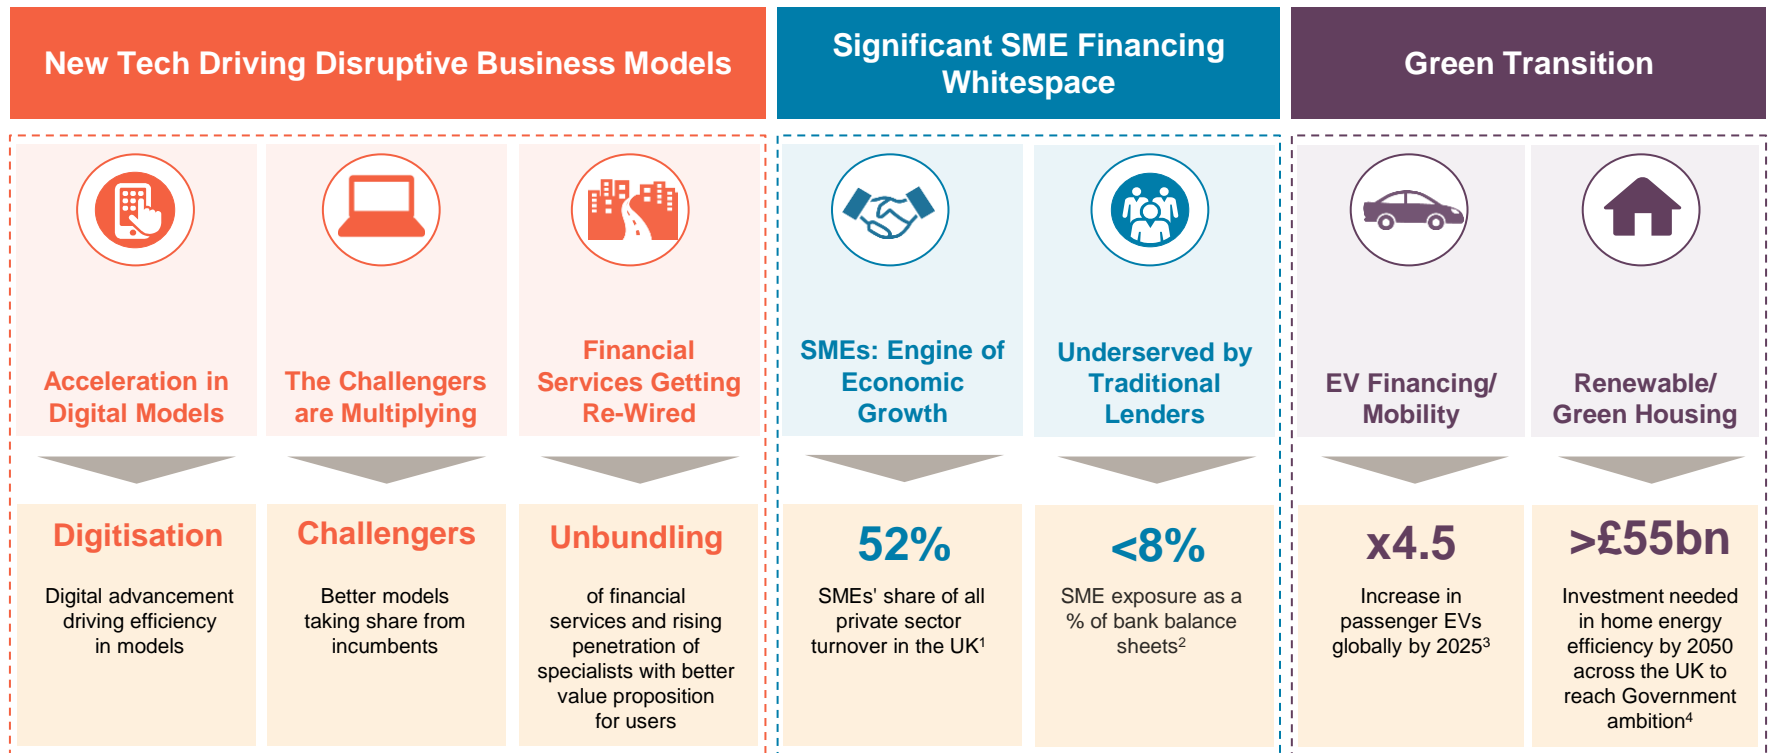 New Tech Driving Disruptive Business Models
Significant SME Financing
Whitespace
Green Transition
Acceleration in
Digital Models
The Challengers
are Multiplying
Financial
Services Getting
Re-Wired
SMEs: Engine of
Economic
Growth
Underserved by
Traditional
Lenders
EV Financing/
Mobility
Renewable/
Green Housing
Digitisation
Digital advancement
driving efficiency
in models
Challengers
Better models
taking share from
incumbents
Unbundling
of financial
services and rising
penetration of
specialists with better
value proposition
for users
52%
SMEs' share of all
private sector
turnover in the UK¹
<8%
SME exposure as a
% of bank balance
sheets²
x4.5
Increase in
passenger EVs
globally by 2025³
>£55bn
Investment needed
in home energy
efficiency by 2050
across the UK to
reach Government
ambition⁴